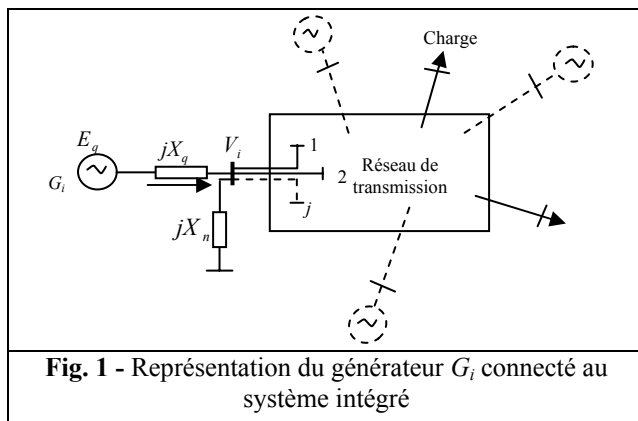 Charge
E_q
jX_q
V_i
1
G_i
2
Réseau de
transmission
j
jX_n
Fig. 1 - Représentation du générateur G_i connecté au
système intégré